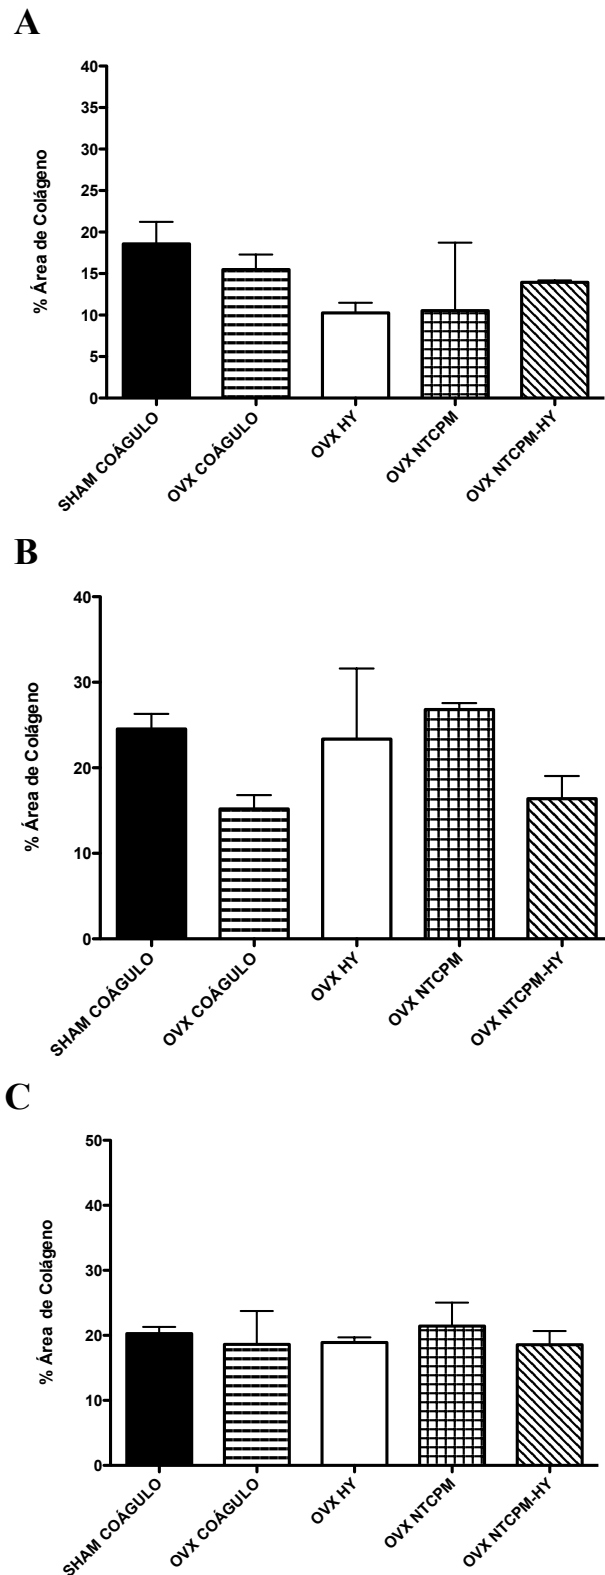 A
40
35
30
25
20
15
10
5
0
% Área de Colágeno
SHAM COÁGULO
OVX COÁGULO
OVX HY
OVX NTCPM
OVX NTCPM-HY
B
40
30
20
10
0
% Área de Colágeno
SHAM COÁGULO
OVX COÁGULO
OVX HY
OVX NTCPM
OVX NTCPM-HY
C
50
40
30
20
10
0
% Área de Colágeno
SHAM COÁGULO
OVX COÁGULO
OVX HY
OVX NTCPM
OVX NTCPM-HY